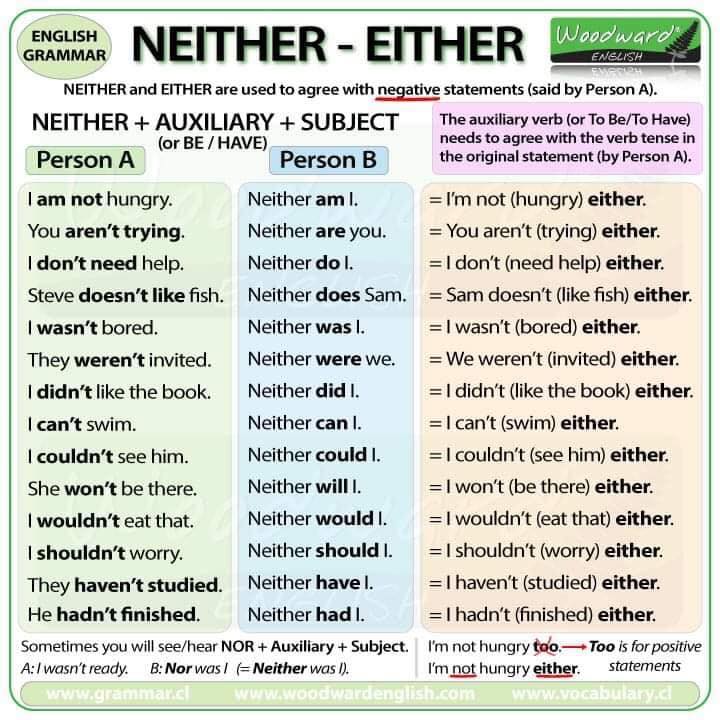 ENGLISH
GRAMMAR
NEITHER - EITHER
Woodward®
ENGLISH
NEITHER and EITHER are used to agree with negative statements (said by Person A).
NEITHER + AUXILIARY + SUBJECT
(or BE / HAVE)
The auxiliary verb (or To Be/To Have)
needs to agree with the verb tense in
the original statement (by Person A).
Person A Person B
I am not hungry. Neither am I. = I'm not (hungry) either.
You aren't trying. Neither are you. = You aren't (trying) either.
I don't need help. Neither do I. = I don't (need help) either.
Steve doesn't like fish. Neither does Sam. = Sam doesn't (like fish) either.
I wasn't bored. Neither was I. = I wasn't (bored) either.
They weren't invited. Neither were we. = We weren't (invited) either.
I didn't like the book. Neither did I. = I didn't (like the book) either.
I can't swim. Neither can I. = I can't (swim) either.
I couldn't see him. Neither could I. = I couldn't (see him) either.
She won't be there. Neither will I. = I won't (be there) either.
I wouldn't eat that. Neither would I. = I wouldn't (eat that) either.
I shouldn't worry. Neither should I. = I shouldn't (worry) either.
They haven't studied. Neither have I. = I haven't (studied) either.
He hadn't finished. Neither had I. = I hadn't (finished) either.
Sometimes you will see/hear NOR + Auxiliary + Subject.
A: I wasn't ready. B: Nor was I (= Neither was I).
I'm not hungry too. Too is for positive
statements
I'm not hungry either.
www.grammar.cl www.woodwardenglish.com www.vocabulary.cl